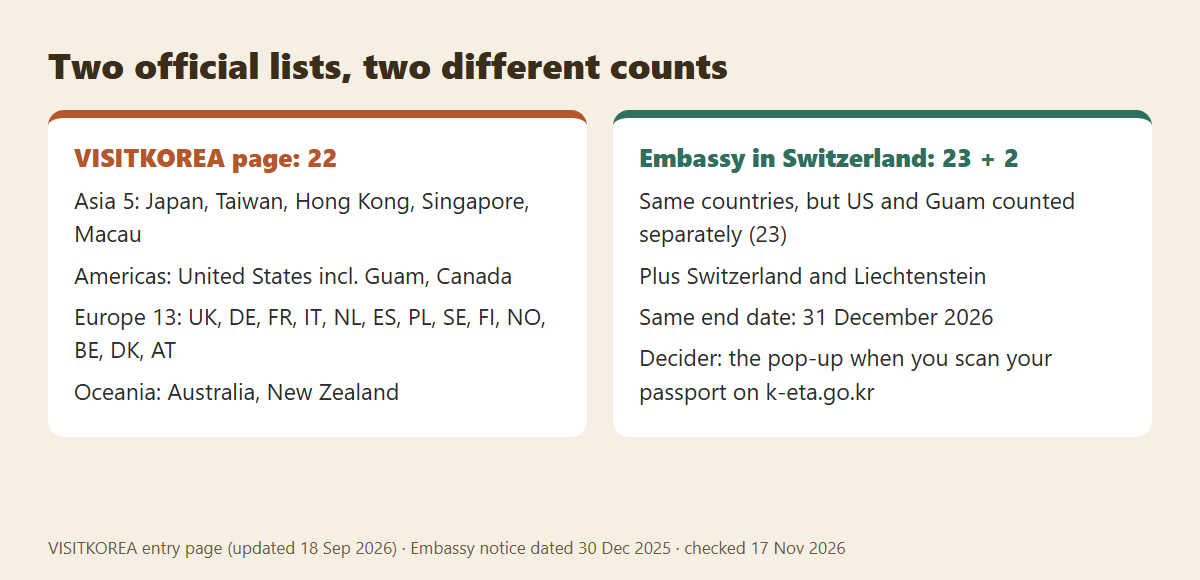 Two official lists, two different counts
VISITKOREA page: 22
Asia 5: Japan, Taiwan, Hong Kong, Singapore,
Macau
Americas: United States incl. Guam, Canada
Europe 13: UK, DE, FR, IT, NL, ES, PL, SE, FI, NO,
BE, DK, AT
Oceania: Australia, New Zealand
Embassy in Switzerland: 23 + 2
Same countries, but US and Guam counted
separately (23)
Plus Switzerland and Liechtenstein
Same end date: 31 December 2026
Decider: the pop-up when you scan your
passport on k-eta.go.kr
VISITKOREA entry page (updated 18 Sep 2026) · Embassy notice dated 30 Dec 2025 · checked 17 Nov 2026